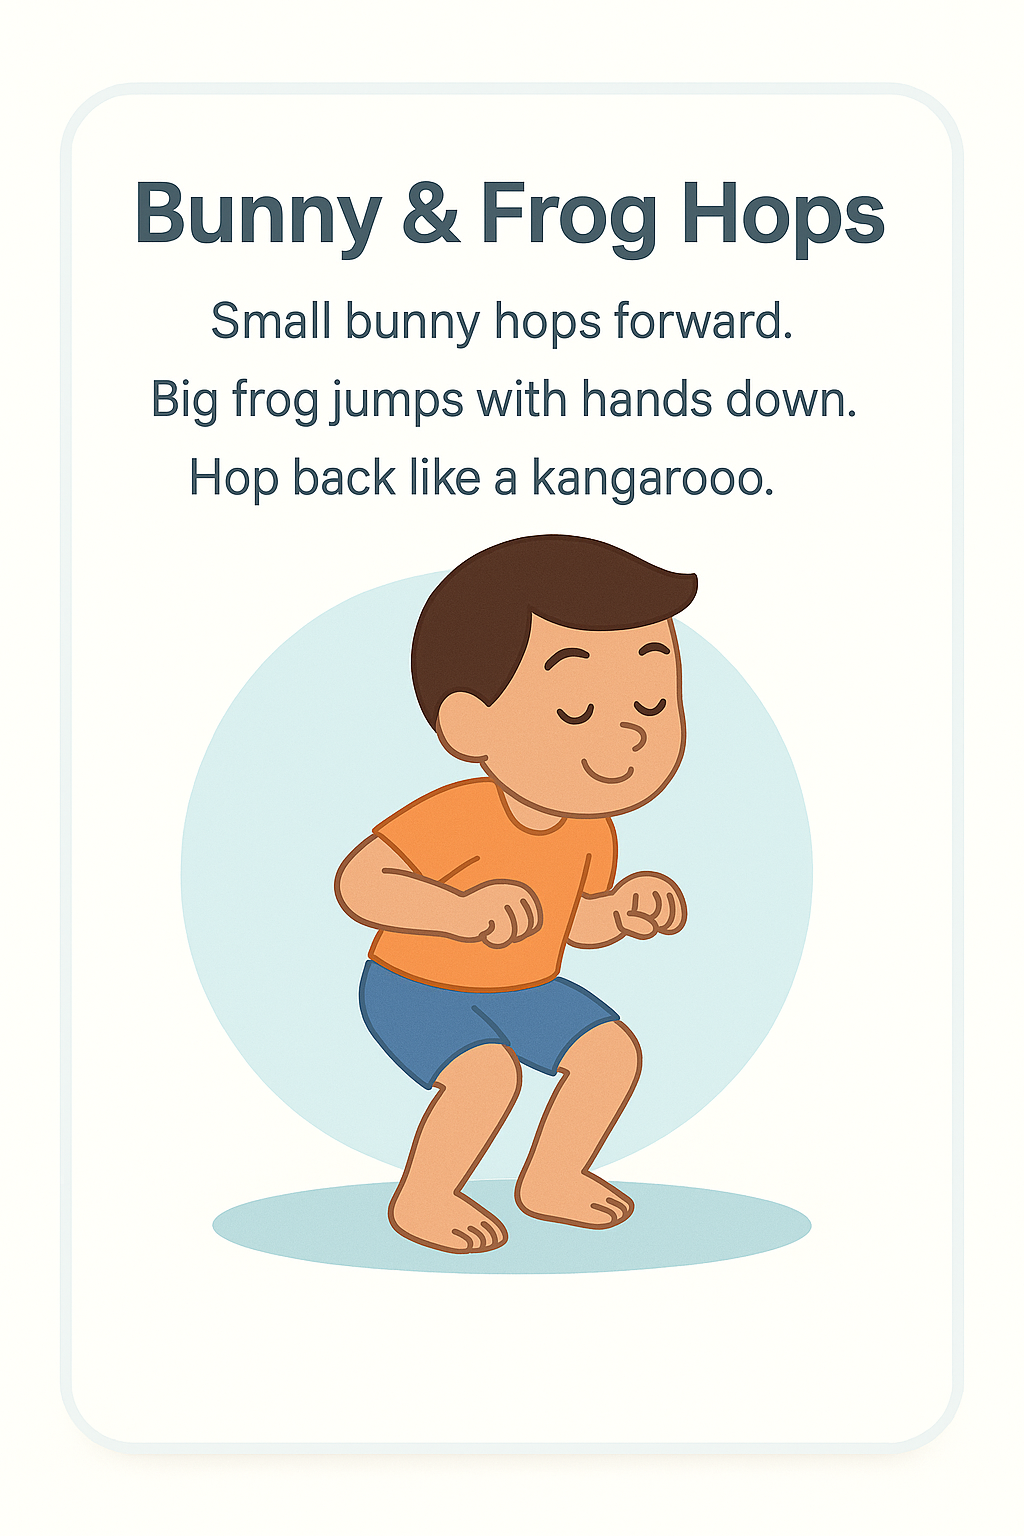 Bunny & Frog Hops
Small bunny hops forward.
Big frog jumps with hands down.
Hop back like a kangarooo.